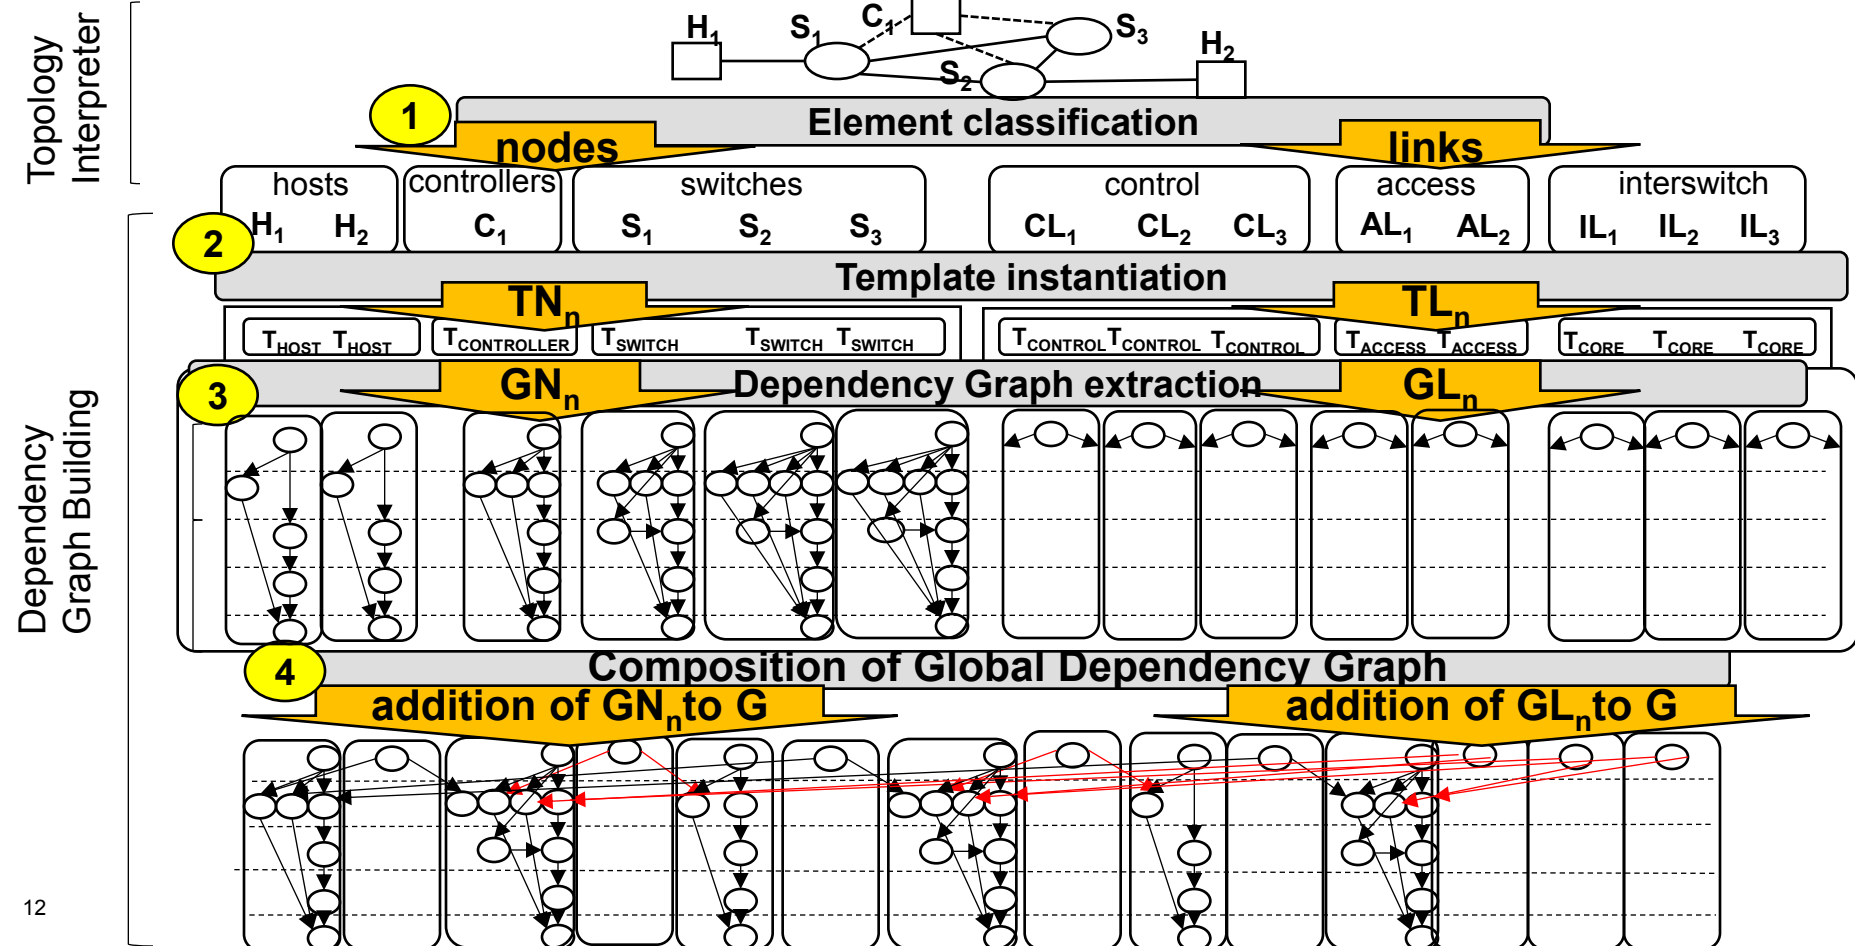 Topology
Interpreter
H1
S1
C1
S3
S2
H2
1
Element classification
nodes
links
hosts
controllers
switches
control
access
interswitch
H1 H2
C1
S1 S2 S3
CL1 CL2 CL3
AL1 AL2
IL1 IL2 IL3
2
Template instantiation
TNn
TLn
THOST THOST
TCONTROLLER
TSWITCH TSWITCH TSWITCH
TCONTROL TCONTROL TCONTROL
TACCESS TACCESS
TCORE TCORE TCORE
Dependency
Graph Building
3
GNn
Dependency Graph extraction
GLn
4
Composition of Global Dependency Graph
addition of GNn to G
addition of GLn to G
12